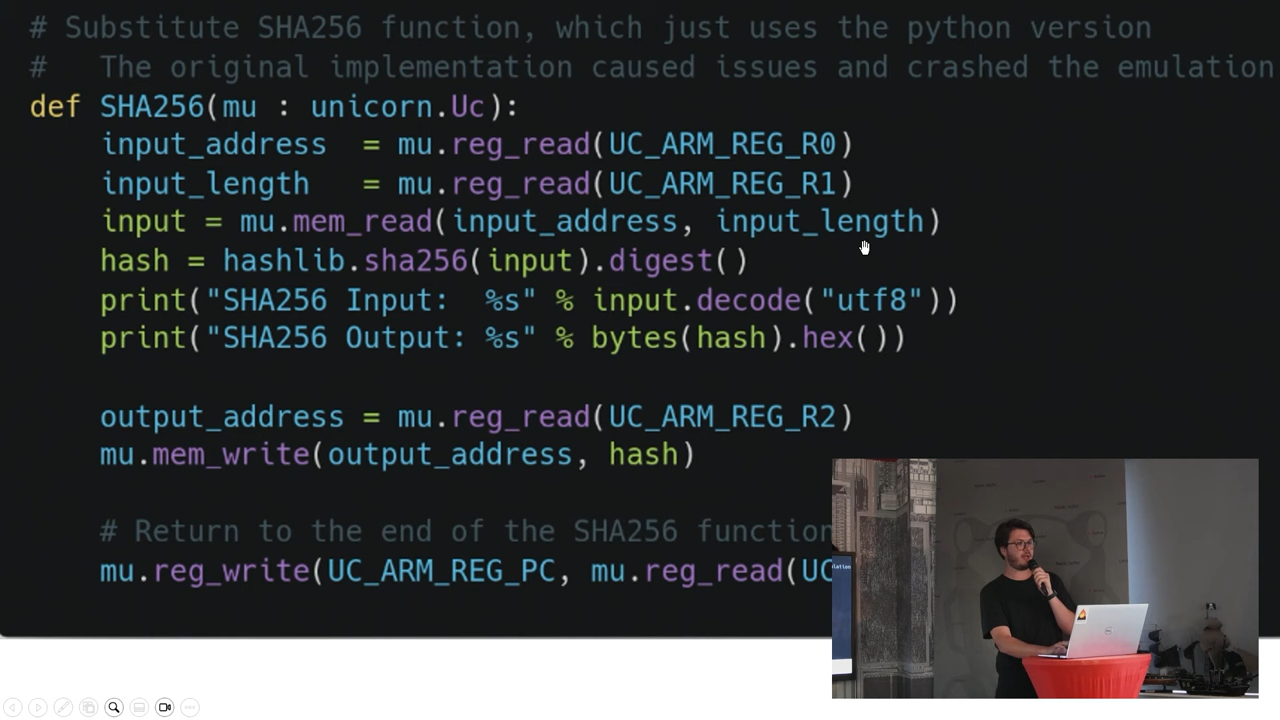 # Substitute SHA256 function, which just uses the python version
#   The original implementation caused issues and crashed the emulation
def SHA256(mu : unicorn.Uc):
    input_address  = mu.reg_read(UC_ARM_REG_R0)
    input_length   = mu.reg_read(UC_ARM_REG_R1)
    input = mu.mem_read(input_address, input_length)
    hash = hashlib.sha256(input).digest()
    print("SHA256 Input:  %s" % input.decode("utf8"))
    print("SHA256 Output: %s" % bytes(hash).hex())
    output_address = mu.reg_read(UC_ARM_REG_R2)
    mu.mem_write(output_address, hash)
    # Return to the end of the SHA256 function
    mu.reg_write(UC_ARM_REG_PC, mu.reg_read(UC